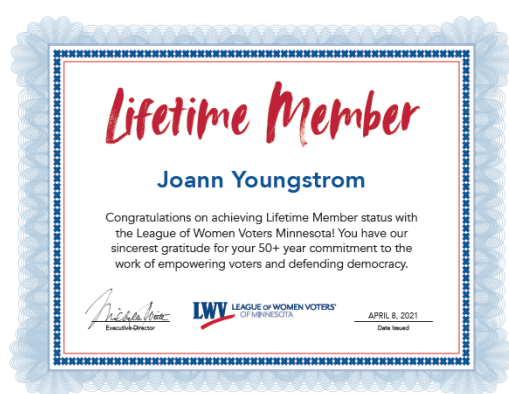 Lifetime Member
Joann Youngstrom
Congratulations on achieving Lifetime Member status with
the League of Women Voters Minnesota! You have our
sincerest gratitude for your 50+ year commitment to the
work of empowering voters and defending democracy.
Executive Director
LWV LEAGUE OF WOMEN VOTERS®
OF MINNESOTA
APRIL 8, 2021
Date Issued